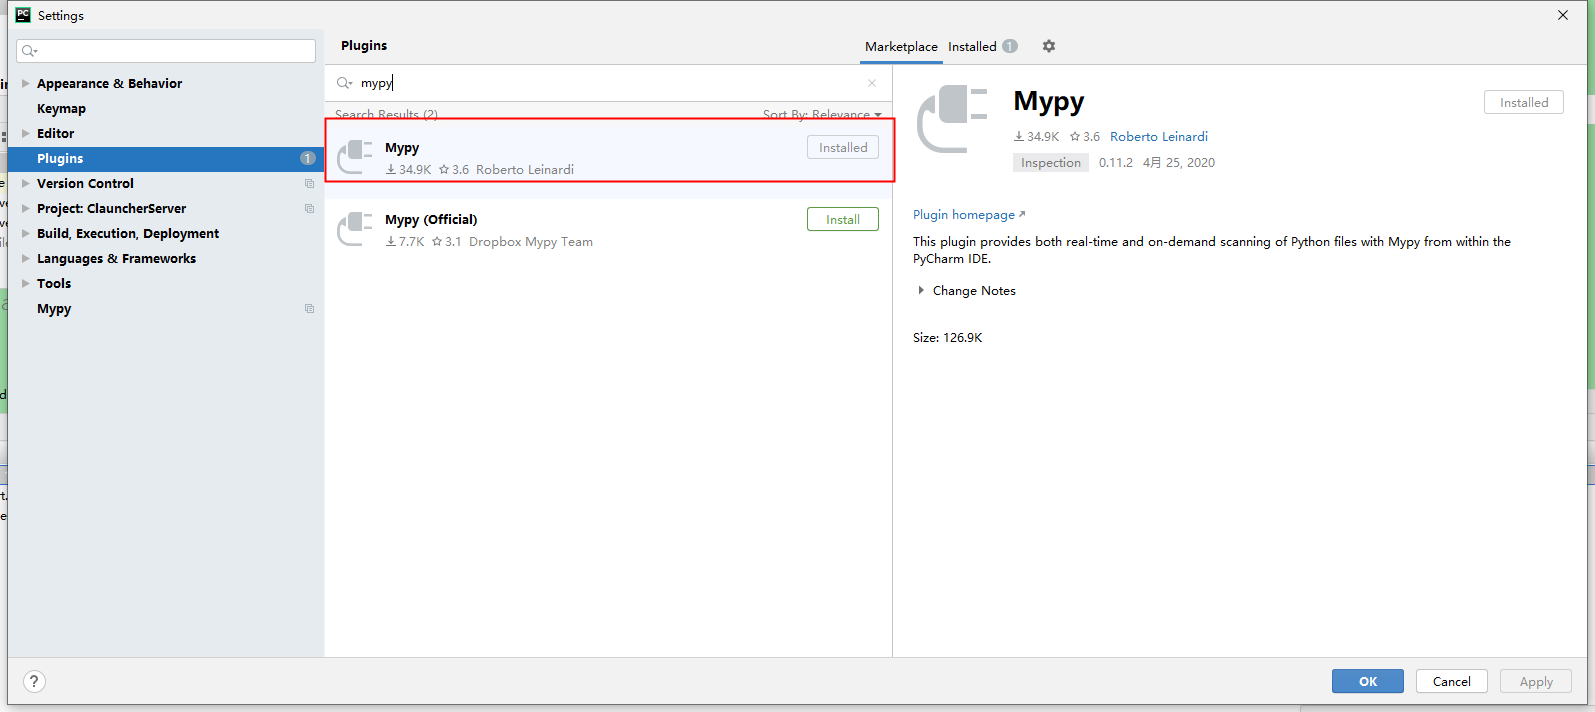 PC Settings
Plugins
Marketplace Installed 1
mypy
Appearance & Behavior
Keymap
Editor
Plugins 1
Version Control
Project: ClauncherServer
Build, Execution, Deployment
Languages & Frameworks
Tools
Mypy
Search Results (2) Sort By: Relevance
Mypy Installed
34.9K 3.6 Roberto Leinardi
Mypy (Official) Install
7.7K 3.1 Dropbox Mypy Team
Mypy Installed
34.9K 3.6 Roberto Leinardi
Inspection 0.11.2 4月 25, 2020
Plugin homepage
This plugin provides both real-time and on-demand scanning of Python files with Mypy from within the
PyCharm IDE.
Change Notes
Size: 126.9K
? OK Cancel Apply